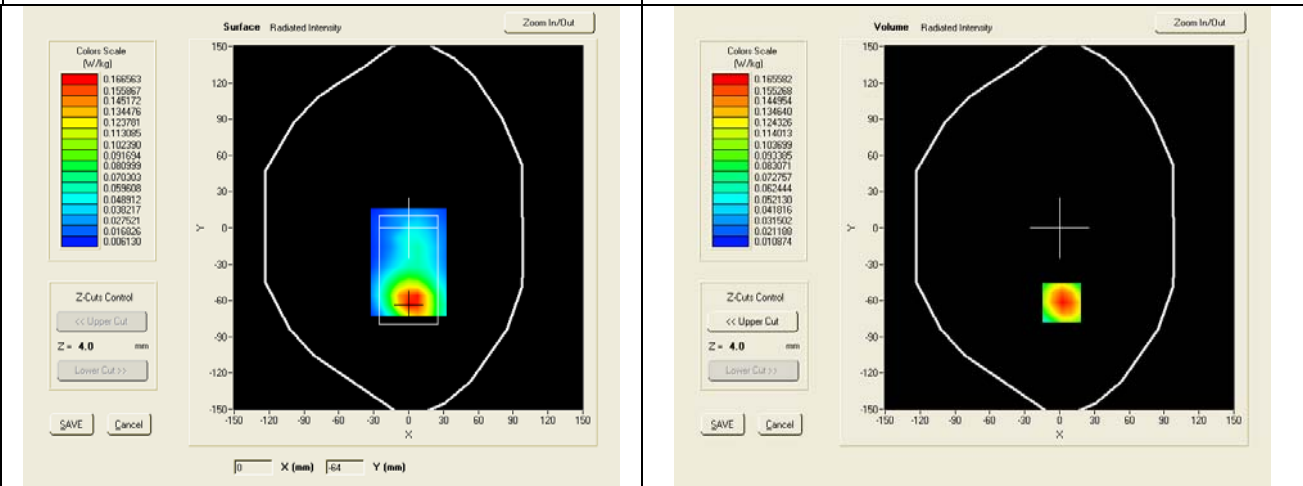 Surface Radiated Intensity
Zoom In/Out
Colors Scale
(W/kg)
0.166563
0.155867
0.145172
0.134476
0.123781
0.113085
0.102390
0.091694
0.080999
0.070303
0.059608
0.048912
0.038217
0.027521
0.016826
0.006130
Z-Cuts Control
<< Upper Cut
Z = 4.0 mm
Lower Cut >>
SAVE Cancel
150
120
90
60
30
0
-30
-60
-90
-120
-150
Y
-150 -120 -90 -60 -30 0 30 60 90 120 150
X
0 X (mm) -64 Y (mm)
Volume Radiated Intensity
Zoom In/Out
Colors Scale
(W/kg)
0.165582
0.155268
0.144954
0.134640
0.124326
0.114013
0.103699
0.093385
0.083071
0.072757
0.062444
0.052130
0.041816
0.031502
0.021188
0.010874
Z-Cuts Control
<< Upper Cut
Z = 4.0 mm
Lower Cut >>
SAVE Cancel
150
120
90
60
30
0
-30
-60
-90
-120
-150
Y
-150 -120 -90 -60 -30 0 30 60 90 120 150
X